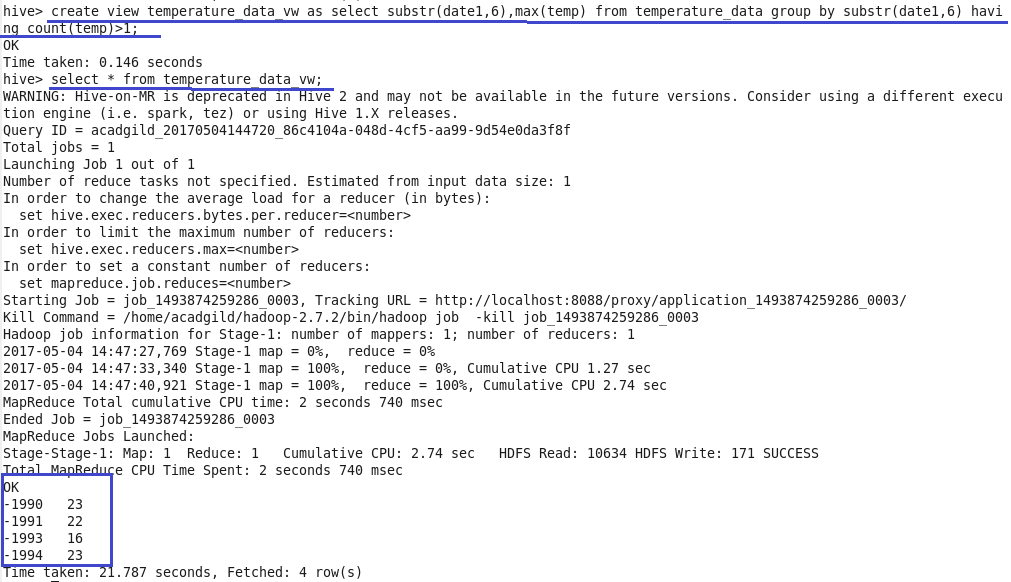 hive> create view temperature_data_vw as select substr(date1,6),max(temp) from temperature_data group by substr(date1,6) havi
ng count(temp)>1;
OK
Time taken: 0.146 seconds
hive> select * from temperature_data_vw;
WARNING: Hive-on-MR is deprecated in Hive 2 and may not be available in the future versions. Consider using a different execu
tion engine (i.e. spark, tez) or using Hive 1.X releases.
Query ID = acadgild_20170504144720_86c4104a-048d-4cf5-aa99-9d54e0da3f8f
Total jobs = 1
Launching Job 1 out of 1
Number of reduce tasks not specified. Estimated from input data size: 1
In order to change the average load for a reducer (in bytes):
  set hive.exec.reducers.bytes.per.reducer=<number>
In order to limit the maximum number of reducers:
  set hive.exec.reducers.max=<number>
In order to set a constant number of reducers:
  set mapreduce.job.reduces=<number>
Starting Job = job_1493874259286_0003, Tracking URL = http://localhost:8088/proxy/application_1493874259286_0003/
Kill Command = /home/acadgild/hadoop-2.7.2/bin/hadoop job  -kill job_1493874259286_0003
Hadoop job information for Stage-1: number of mappers: 1; number of reducers: 1
2017-05-04 14:47:27,769 Stage-1 map = 0%,  reduce = 0%
2017-05-04 14:47:33,340 Stage-1 map = 100%,  reduce = 0%, Cumulative CPU 1.27 sec
2017-05-04 14:47:40,921 Stage-1 map = 100%,  reduce = 100%, Cumulative CPU 2.74 sec
MapReduce Total cumulative CPU time: 2 seconds 740 msec
Ended Job = job_1493874259286_0003
MapReduce Jobs Launched:
Stage-Stage-1: Map: 1  Reduce: 1   Cumulative CPU: 2.74 sec   HDFS Read: 10634 HDFS Write: 171 SUCCESS
Total MapReduce CPU Time Spent: 2 seconds 740 msec
OK
-1990   23
-1991   22
-1993   16
-1994   23
Time taken: 21.787 seconds, Fetched: 4 row(s)